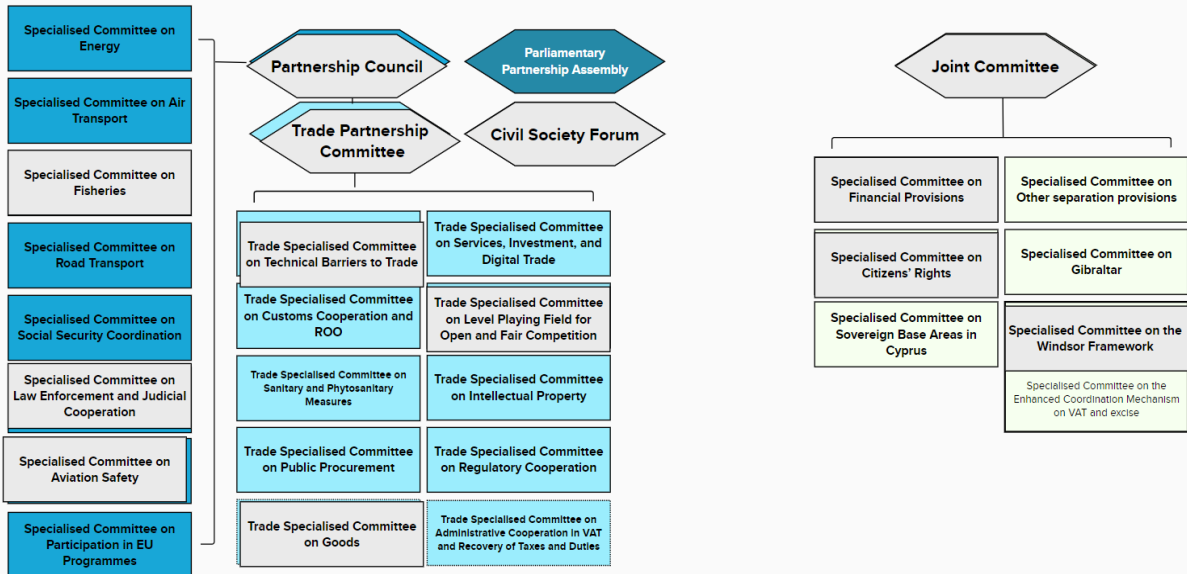 Specialised Committee on
Energy
Specialised Committee on Air
Transport
Specialised Committee on
Fisheries
Specialised Committee on
Road Transport
Specialised Committee on
Social Security Coordination
Specialised Committee on
Law Enforcement and Judicial
Cooperation
Specialised Committee on
Aviation Safety
Specialised Committee on
Participation in EU
Programmes
Partnership Council
Parliamentary
Partnership Assembly
Trade Partnership
Committee
Civil Society Forum
Trade Specialised Committee
on Technical Barriers to Trade
Trade Specialised Committee
on Services, Investment, and
Digital Trade
Trade Specialised Committee
on Customs Cooperation and
ROO
Trade Specialised Committee
on Level Playing Field for
Open and Fair Competition
Trade Specialised Committee on
Sanitary and Phytosanitary
Measures
Trade Specialised Committee
on Intellectual Property
Trade Specialised Committee
on Public Procurement
Trade Specialised Committee
on Regulatory Cooperation
Trade Specialised Committee
on Goods
Trade Specialised Committee on
Administrative Cooperation in VAT
and Recovery of Taxes and Duties
Joint Committee
Specialised Committee on
Financial Provisions
Specialised Committee on
Other separation provisions
Specialised Committee on
Citizens' Rights
Specialised Committee on
Gibraltar
Specialised Committee on
Sovereign Base Areas in
Cyprus
Specialised Committee on the
Windsor Framework
Specialised Committee on the
Enhanced Coordination Mechanism
on VAT and excise